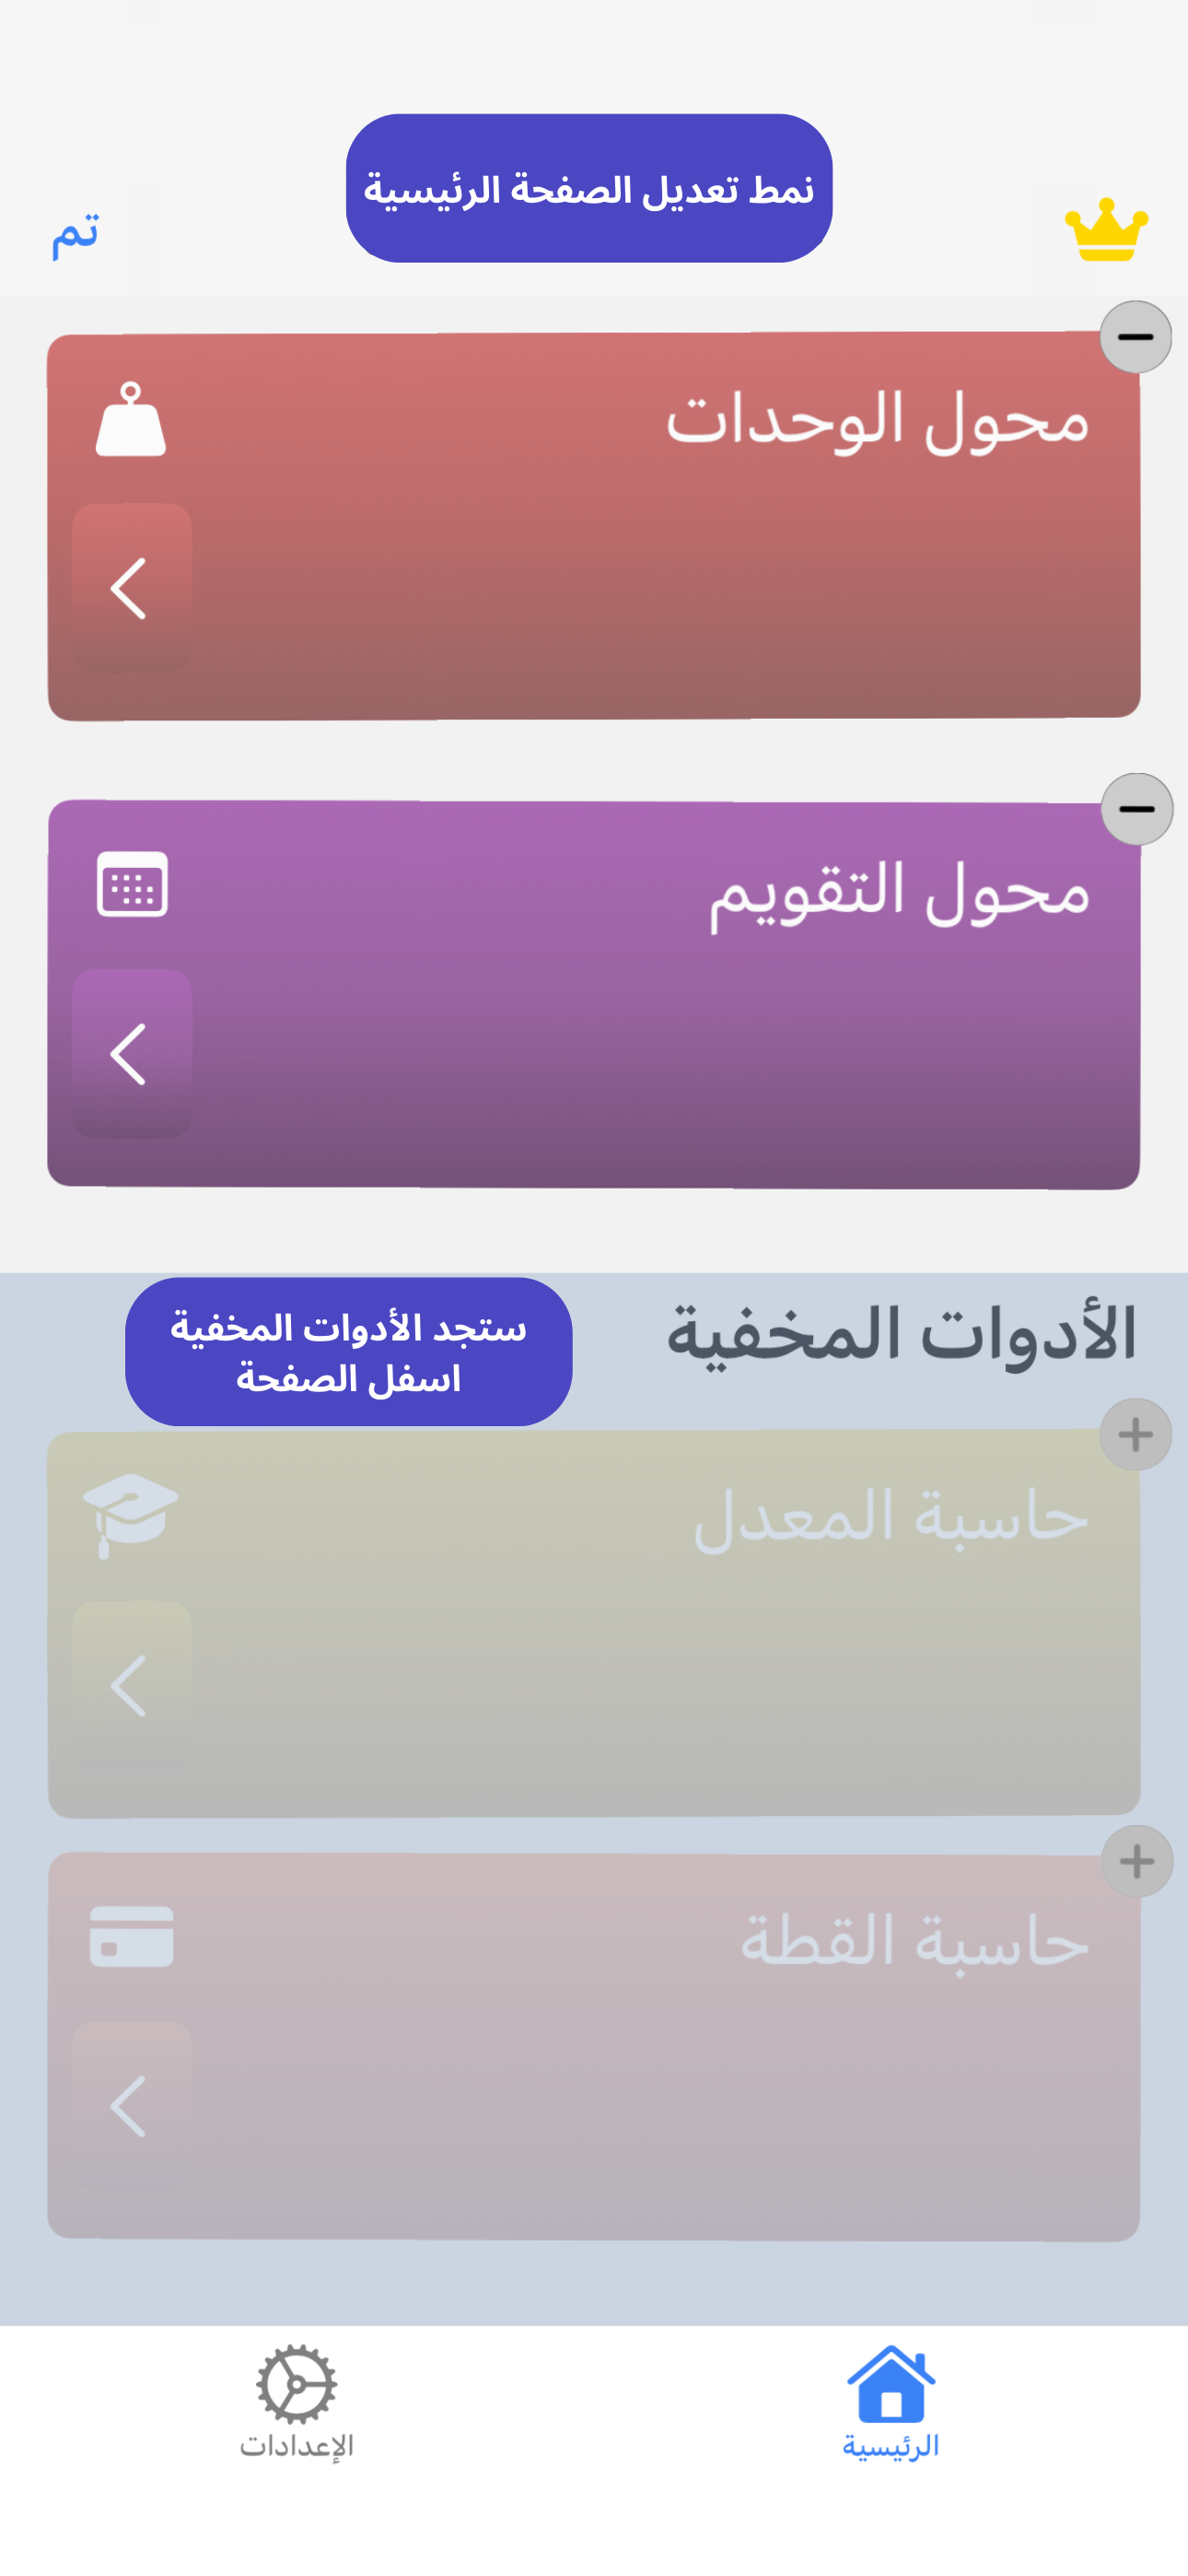 نمط تعديل الصفحة الرئيسية
تم
محول الوحدات
محول التقويم
الأدوات المخفية
ستجد الأدوات المخفية
اسفل الصفحة
حاسبة المعدل
حاسبة القطة
الرئيسية
الإعدادات